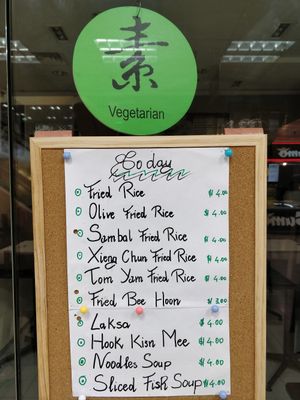 素
Vegetarian
Today
Fried Rice $4.00
Olive Fried Rice $4.00
Sambal Fried Rice $4.00
Xieng Chun Fried Rice $4.00
Tom Yam Fried Rice $4.00
Fried Bee Hoon $3.00
Laksa $4.00
Hook Kisn Mee $4.00
Noodles Soup $4.00
Sliced Fish Soup $4.00